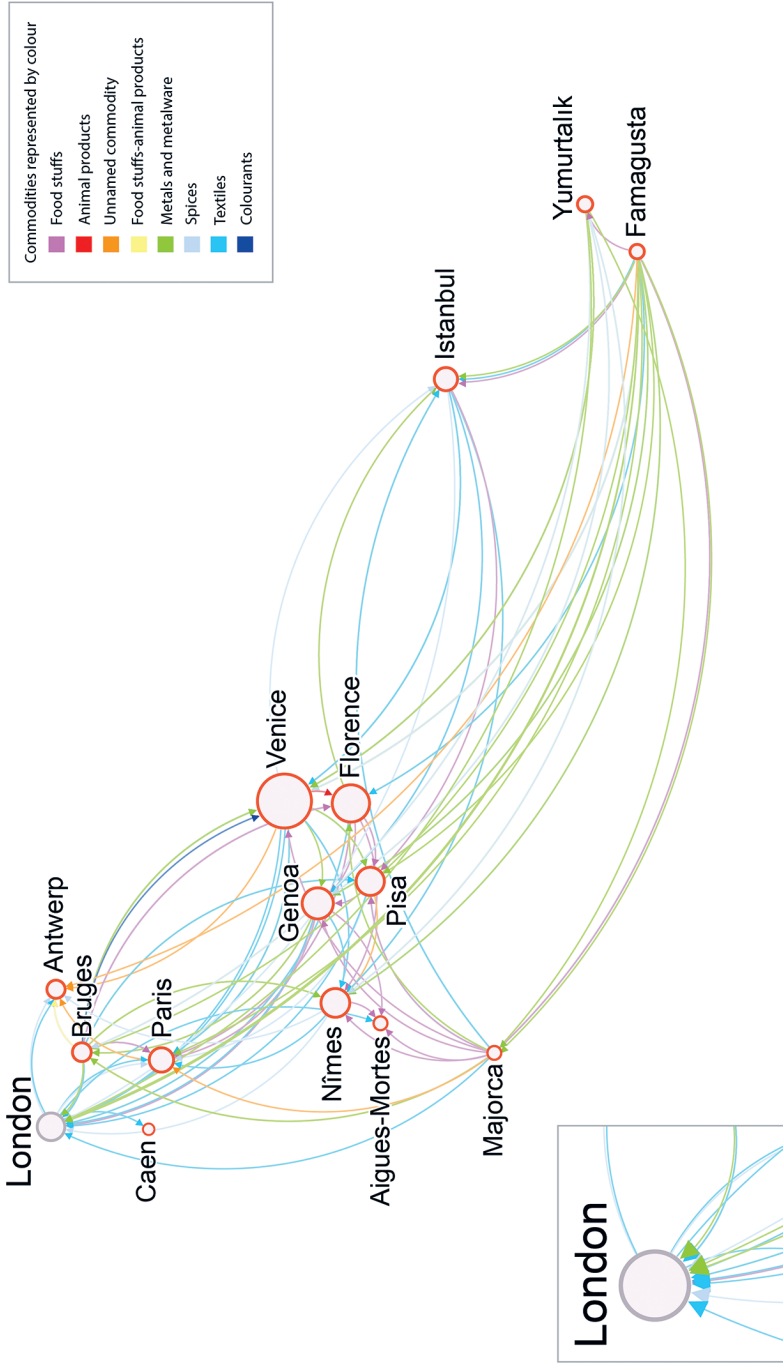 Commodities represented by colour
Food stuffs
Animal products
Unnamed commodity
Food stuffs-animal products
Metals and metalware
Spices
Textiles
Colourants
London
Antwerp
Bruges
Paris
Caen
Venice
Genoa
Florence
Pisa
Nîmes
Aigues-Mortes
Majorca
Istanbul
Yumurtalik
Famagusta
London